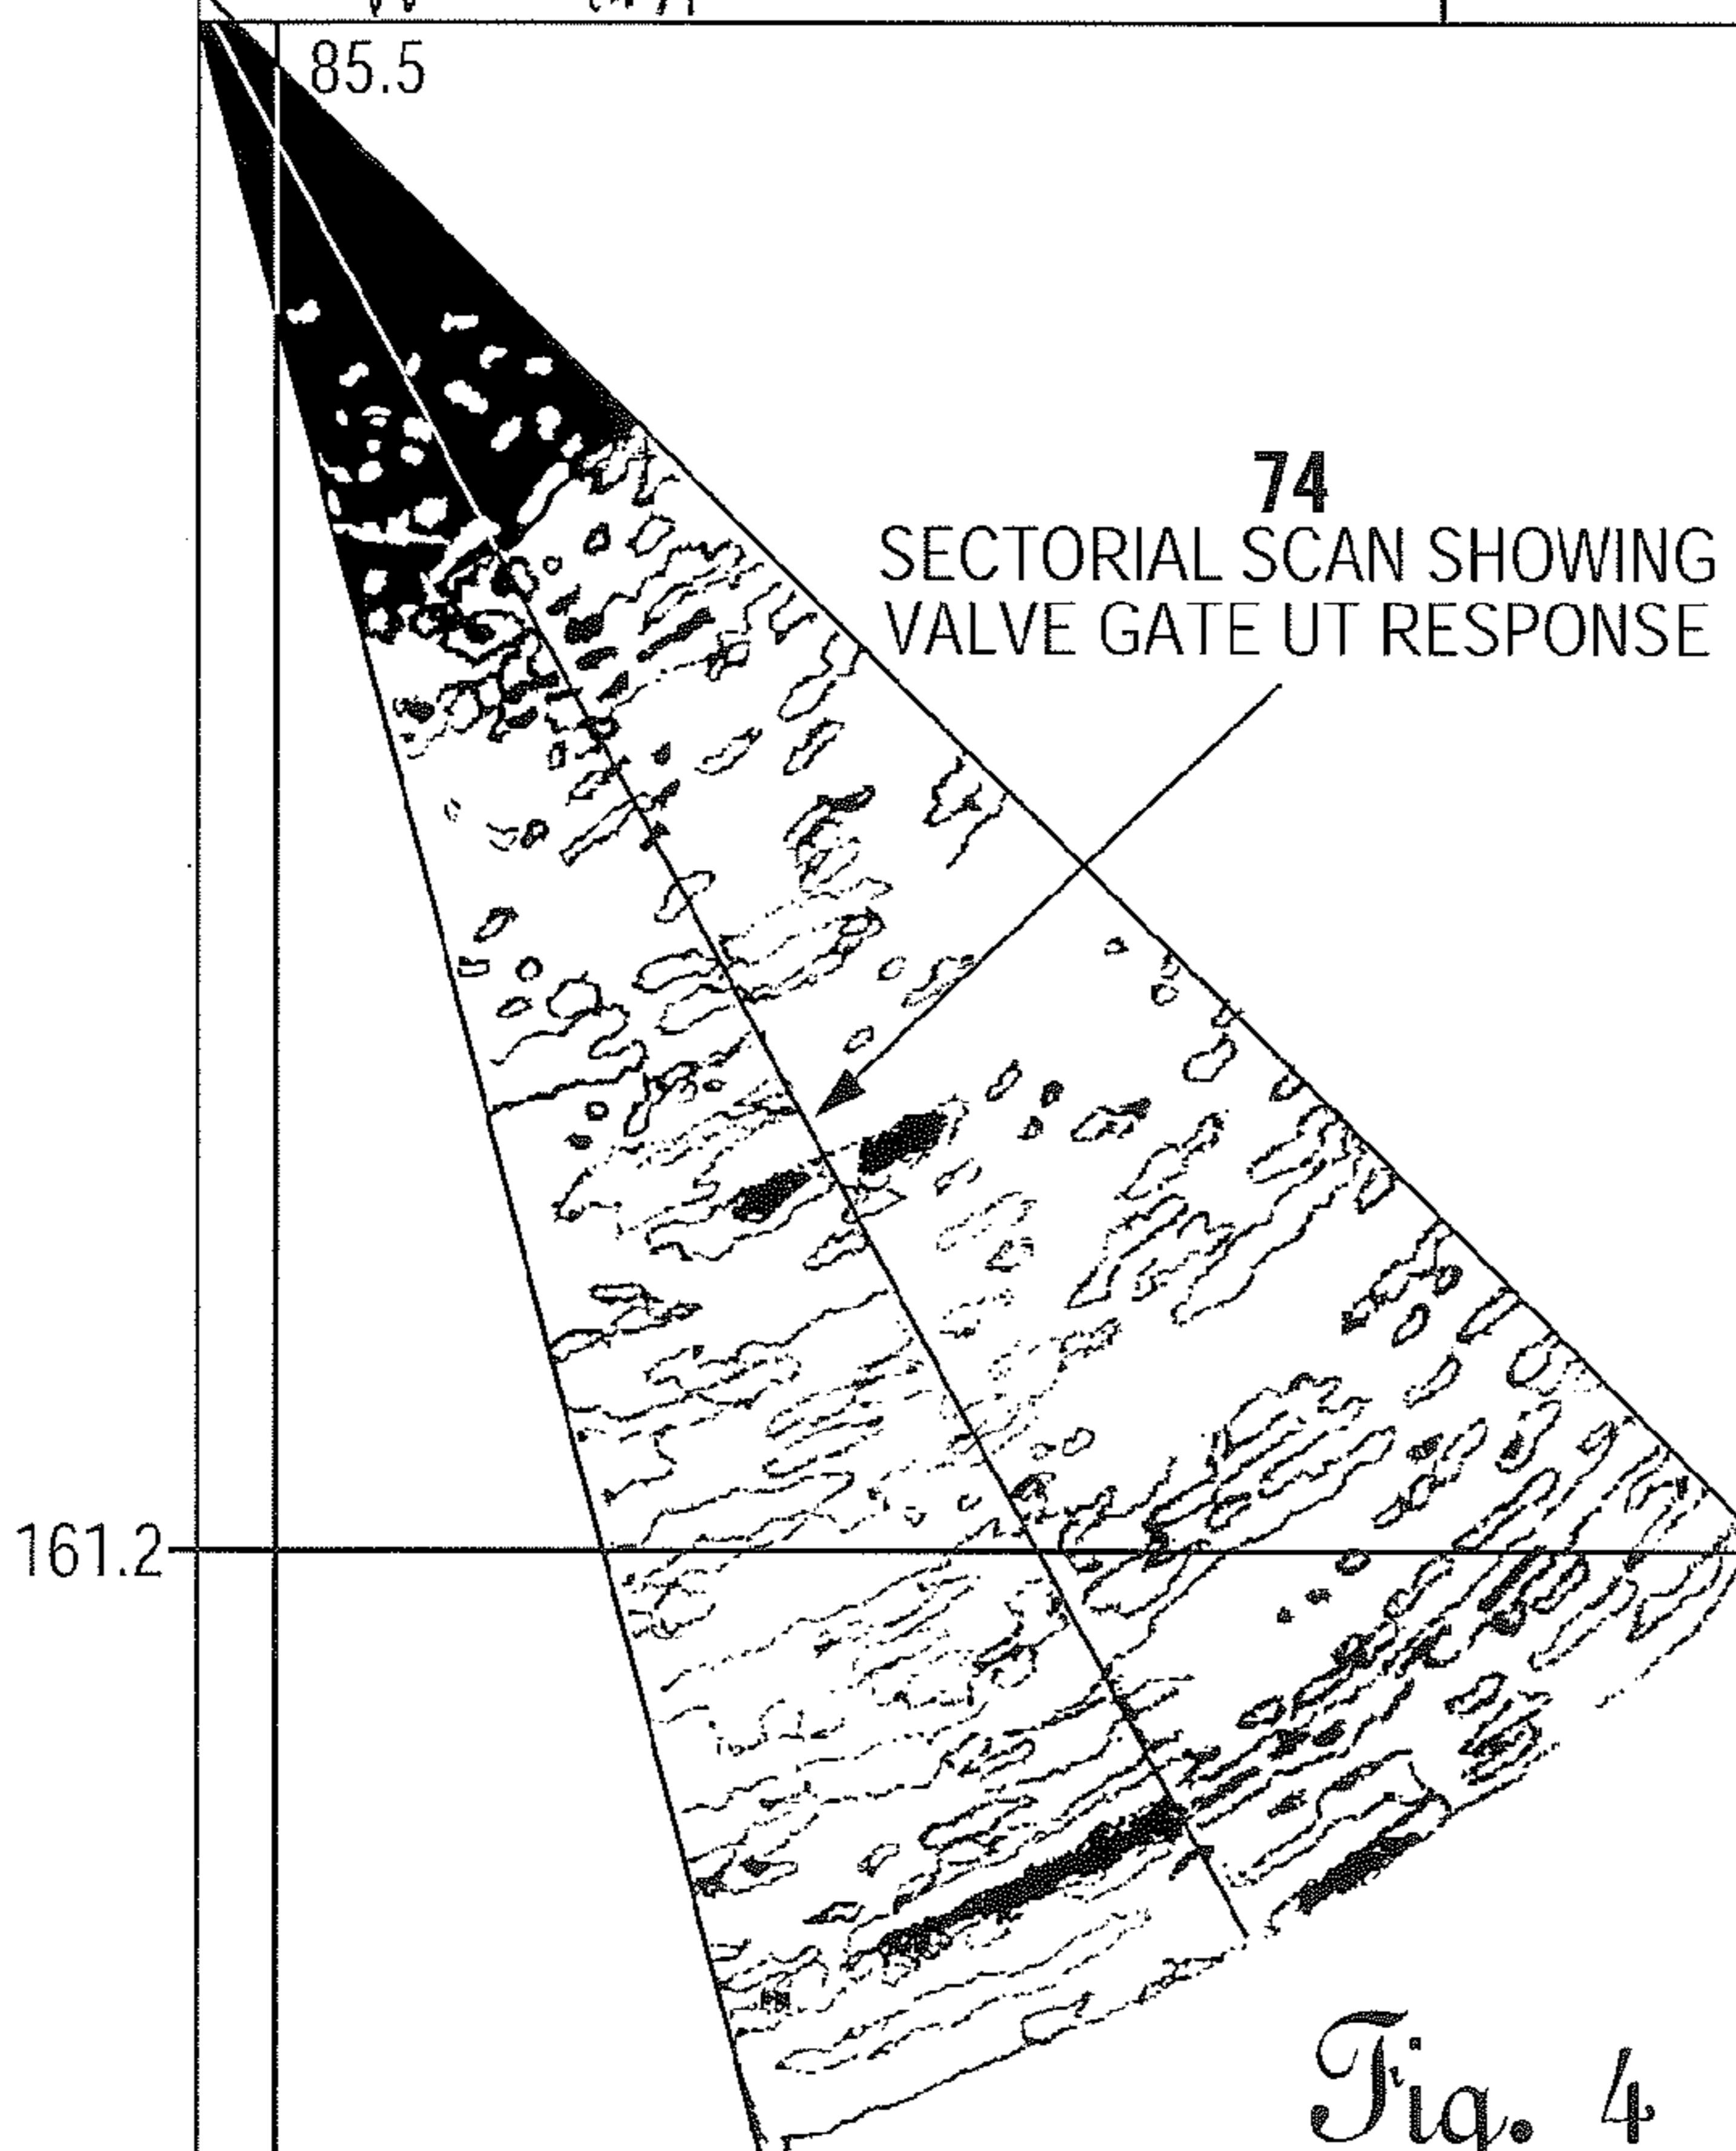 85.5
74
SECTORIAL SCAN SHOWING
VALVE GATE UT RESPONSE
161.2
Fig. 4